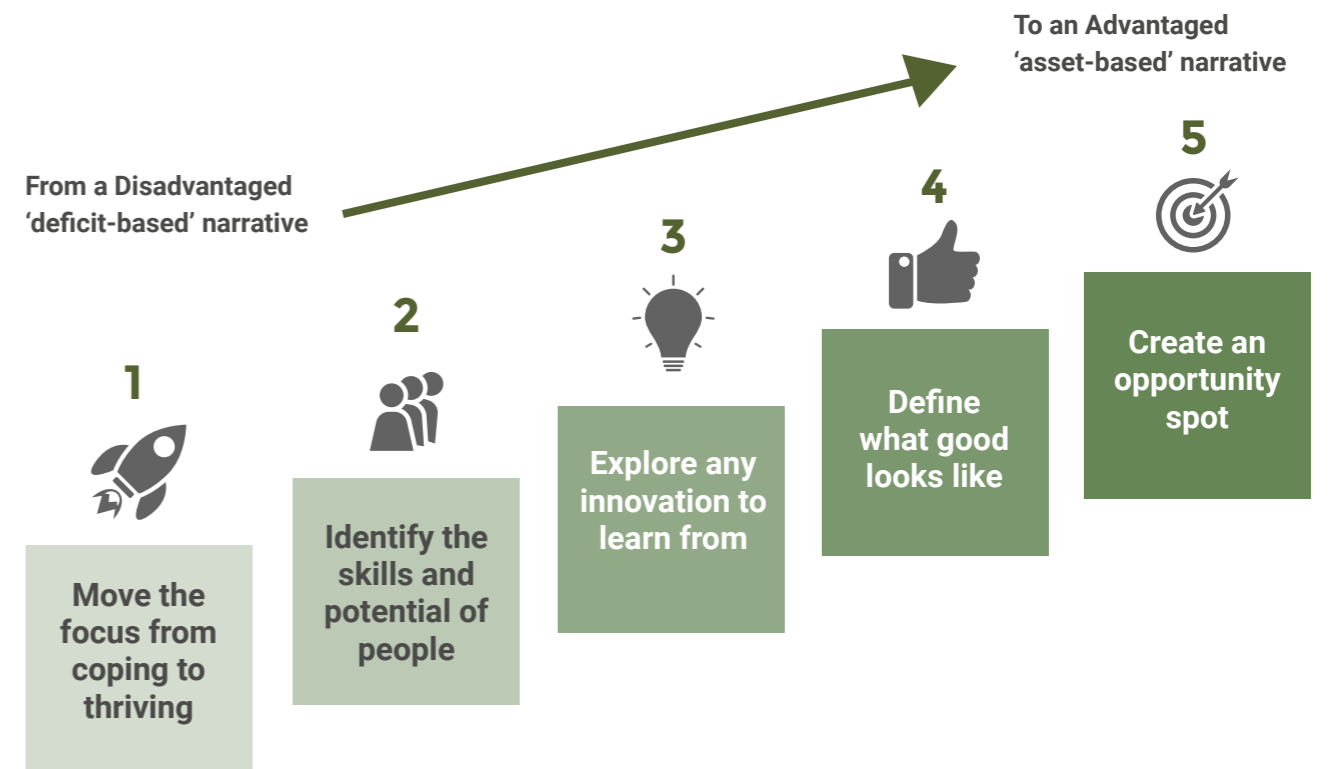 To an Advantaged
‘asset-based’ narrative
From a Disadvantaged
‘deficit-based’ narrative
1
Move the
focus from
coping to
thriving
2
Identify the
skills and
potential of
people
3
Explore any
innovation to
learn from
4
Define
what good
looks like
5
Create an
opportunity
spot